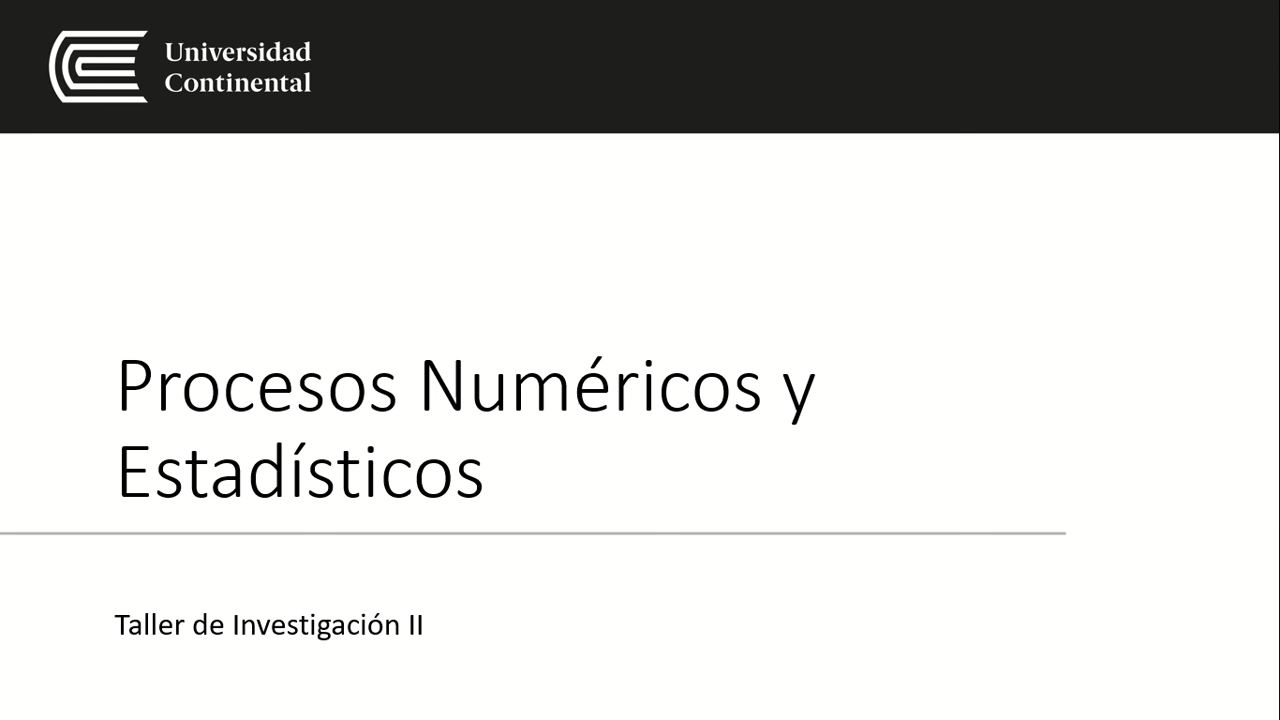 Universidad
Continental
Procesos Numéricos y
Estadísticos
Taller de Investigación II